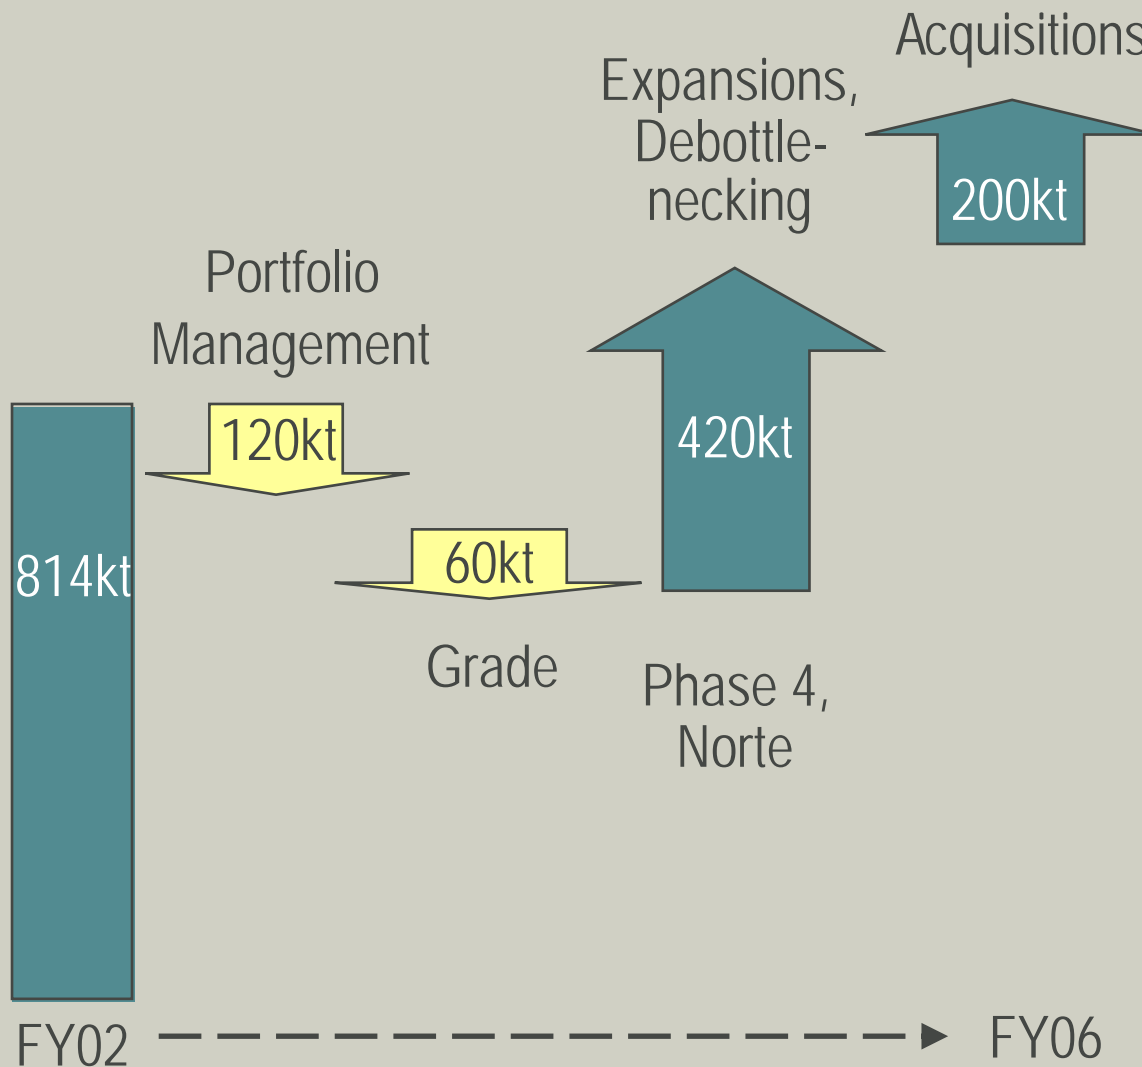 Acquisitions
200kt
Expansions,
Debottle-
necking
420kt
Phase 4,
Norte
Portfolio
Management
120kt
60kt
Grade
814kt
FY02
FY06